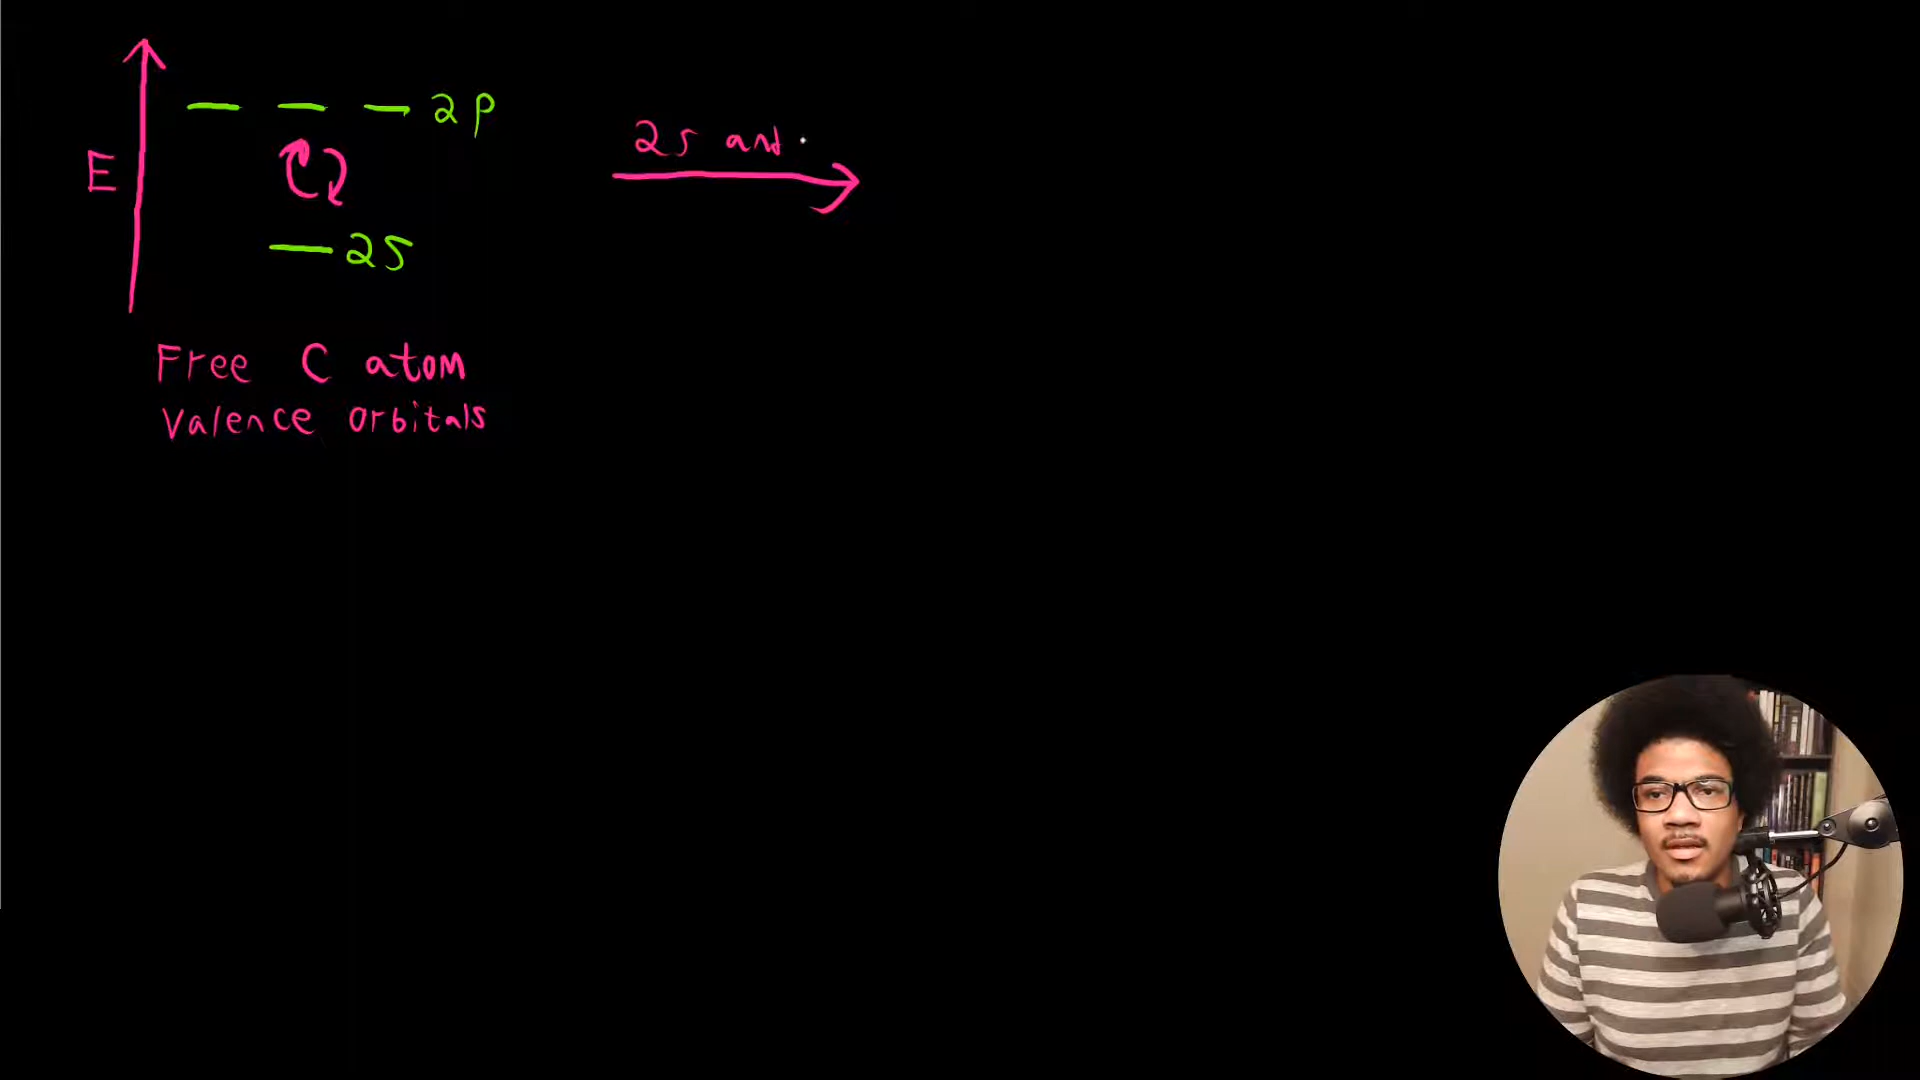 2p
2s and
E
2s
Free C atom
Valence orbitals